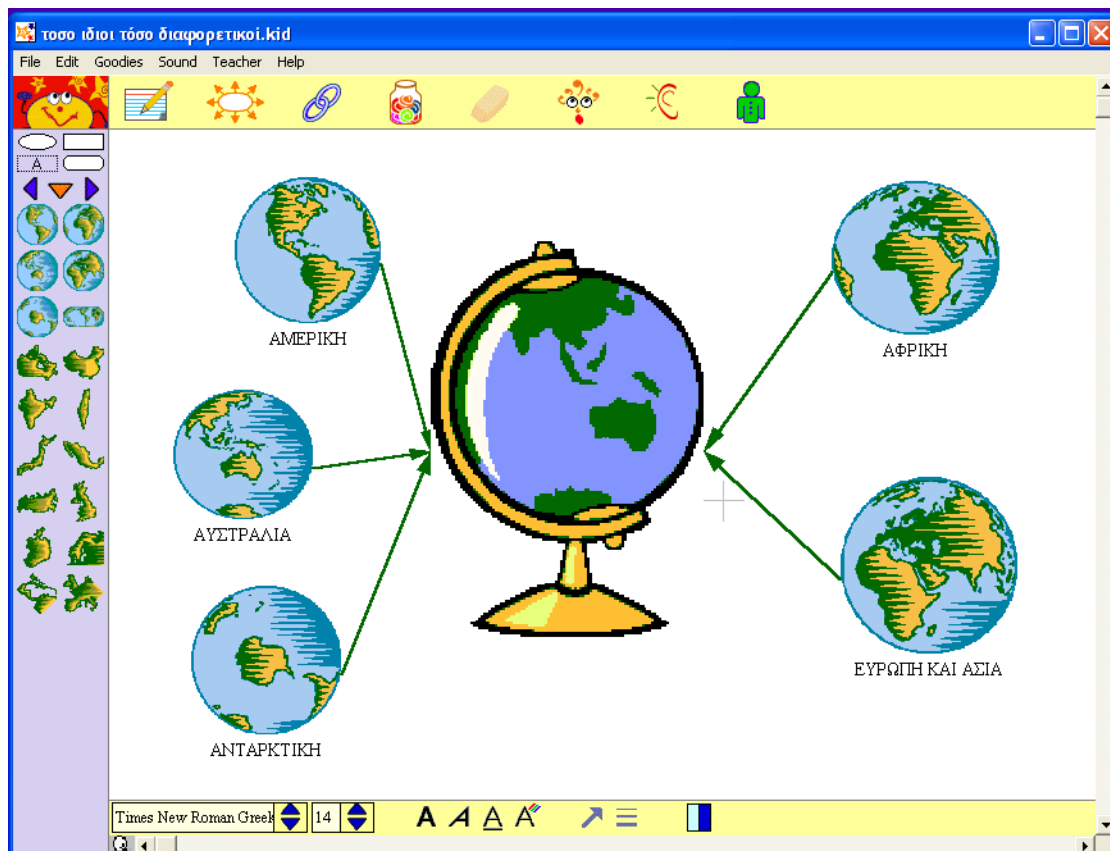 τοσο ιδιοι τόσο διαφορετικοί.kid
File Edit Goodies Sound Teacher Help
A
ΑΜΕΡΙΚΗ
ΑΦΡΙΚΗ
ΑΥΣΤΡΑΛΙΑ
ΕΥΡΩΠΗ ΚΑΙ ΑΣΙΑ
ΑΝΤΑΡΚΤΙΚΗ
Times New Roman Greek 14 A A A A